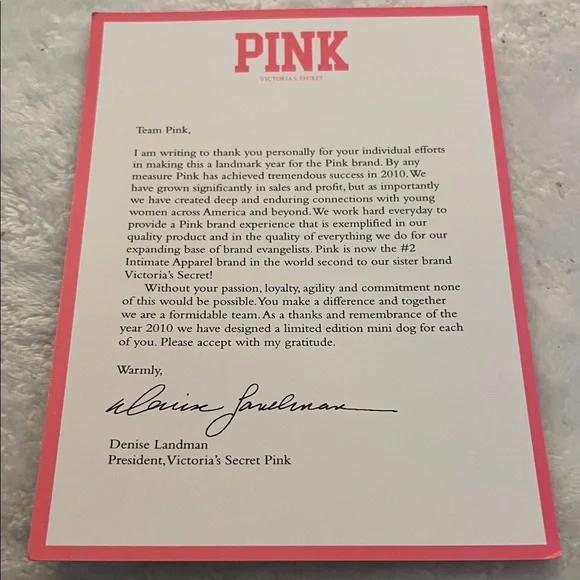 PINK
VICTORIA'S SECRET
Team Pink,
I am writing to thank you personally for your individual efforts
in making this a landmark year for the Pink brand. By any
measure Pink has achieved tremendous success in 2010. We
have grown significantly in sales and profit, but as importantly
we have created deep and enduring connections with young
women across America and beyond. We work hard everyday to
provide a Pink brand experience that is exemplified in our
quality product and in the quality of everything we do for our
expanding base of brand evangelists. Pink is now the #2
Intimate Apparel brand in the world second to our sister brand
Victoria's Secret!
Without your passion, loyalty, agility and commitment none
of this would be possible. You make a difference and together
we are a formidable team. As a thanks and remembrance of the
year 2010 we have designed a limited edition mini dog for each
of you. Please accept with my gratitude.
Warmly,
Denise Landman
Denise Landman
President, Victoria's Secret Pink